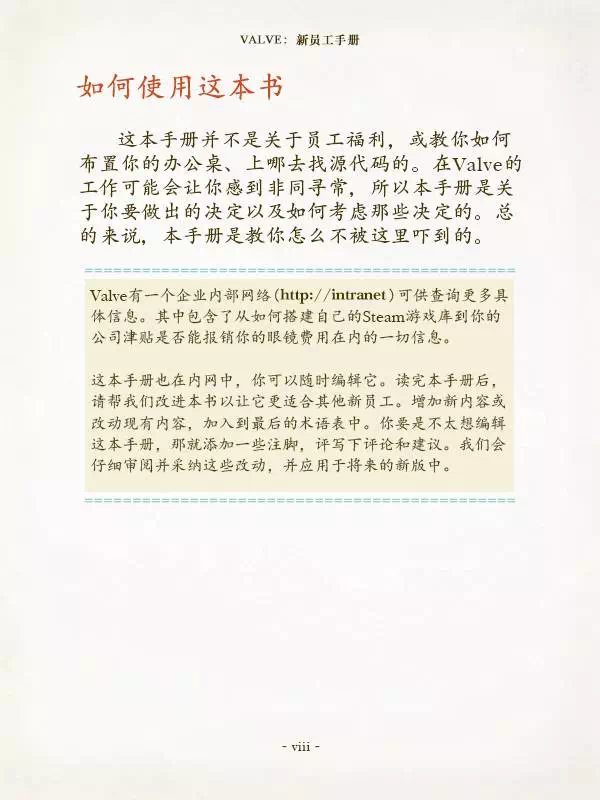 VALVE：新员工手册
如何使用这本书
这本手册并不是关于员工福利，或教你如何
布置你的办公桌、上哪去找源代码的。在Valve的
工作可能会让你感到非同寻常，所以本手册是关
于你要做出的决定以及如何考虑那些决定的。总
的来说，本手册是教你怎么不被这里吓到的。
Valve有一个企业内部网络(http://intranet)可供查询更多具
体信息。其中包含了从如何搭建自己的Steam游戏库到你的
公司津贴是否能报销你的眼镜费用在内的一切信息。
这本手册也在内网中，你可以随时编辑它。读完本手册后，
请帮我们改进本书以让它更适合其他新员工。增加新内容或
改动现有内容，加入到最后的术语表中。你要是不太想编辑
这本手册，那就添加一些注脚，评写下评论和建议。我们会
仔细审阅并采纳这些改动，并应用于将来的新版中。
- viii -